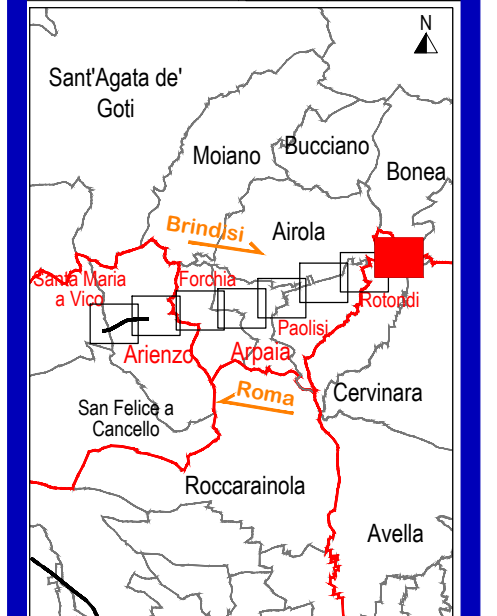 N
Sant'Agata de'
Goti
Bucciano
Moiano
Bonea
Brindisi
Airola
Santa Maria
a Vico
Forchia
Rotondi
Paolisi
Arienzo
Arpaia
Roma
Cervinara
San Felice a
Cancello
Roccarainola
Avella